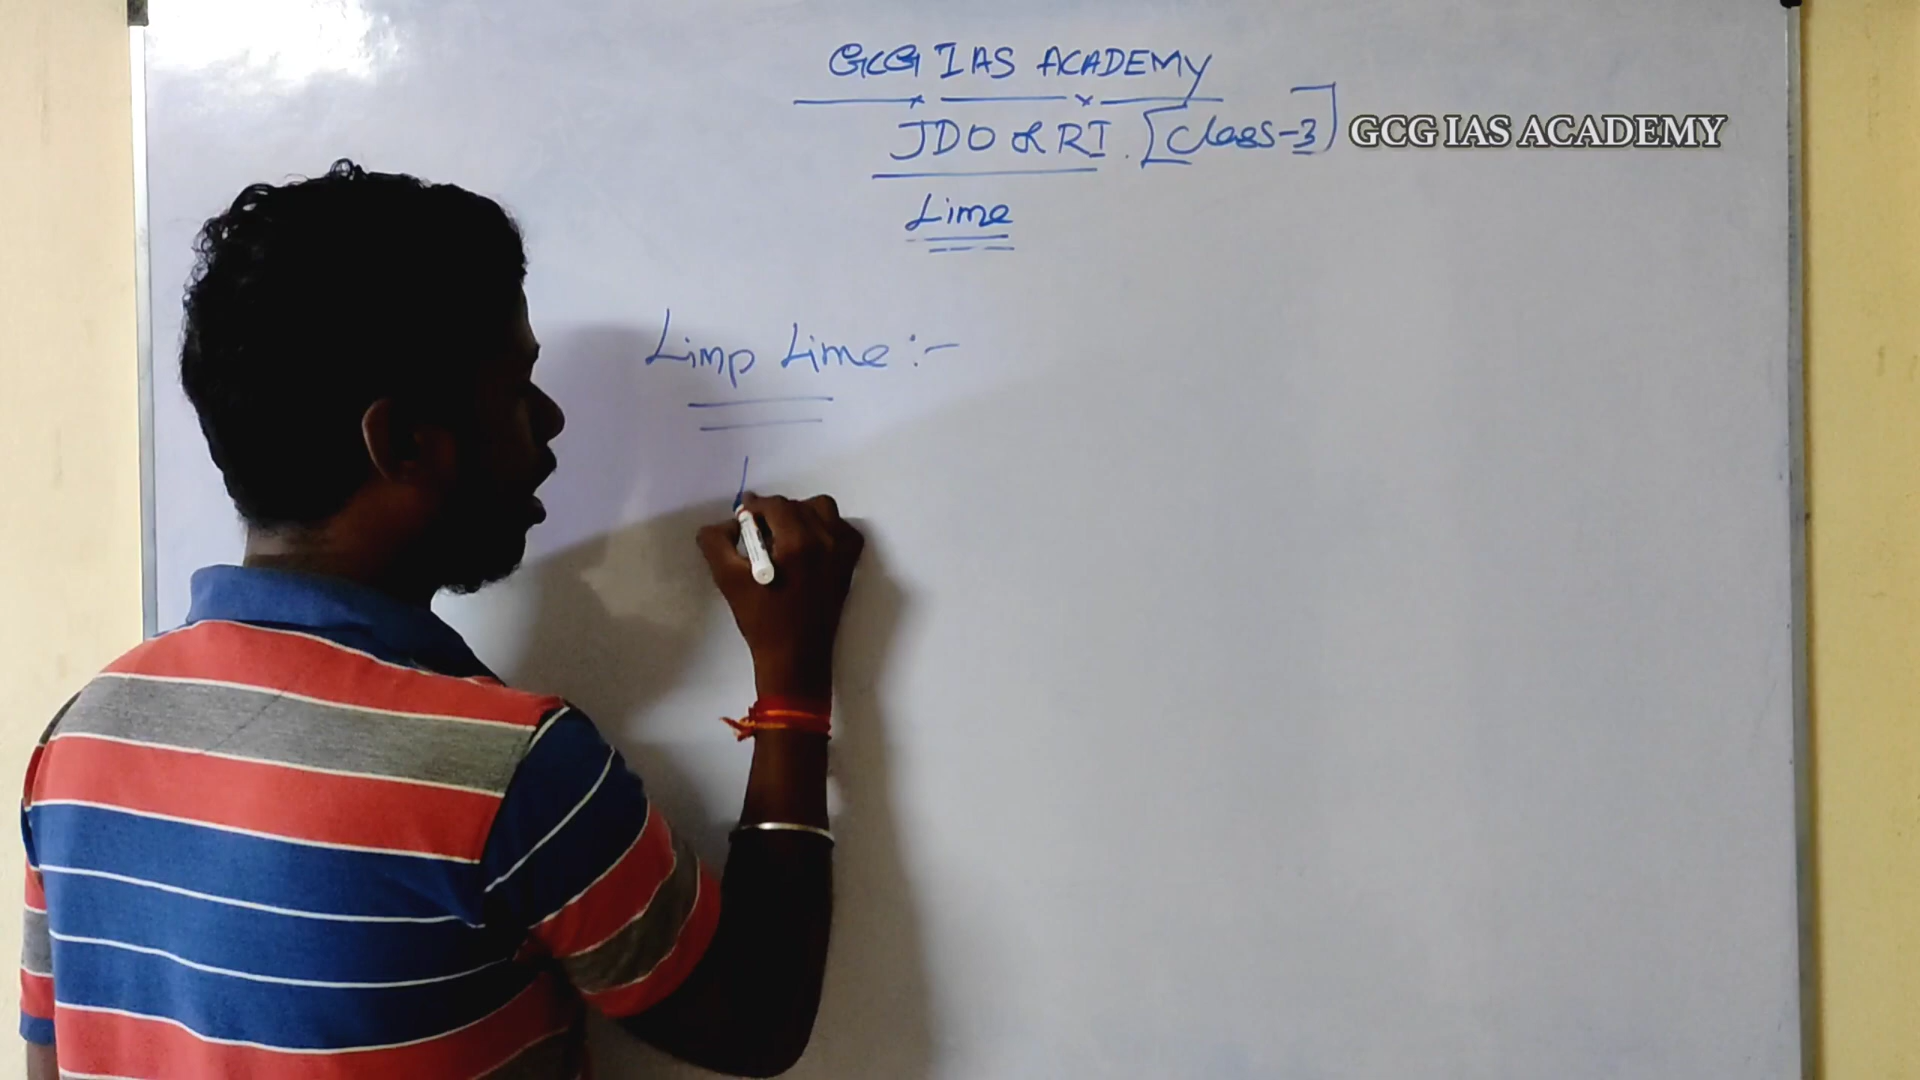 GCG IAS ACADEMY
JDO & RI [Class-3]
GCG IAS ACADEMY
Lime
Limp Lime :-